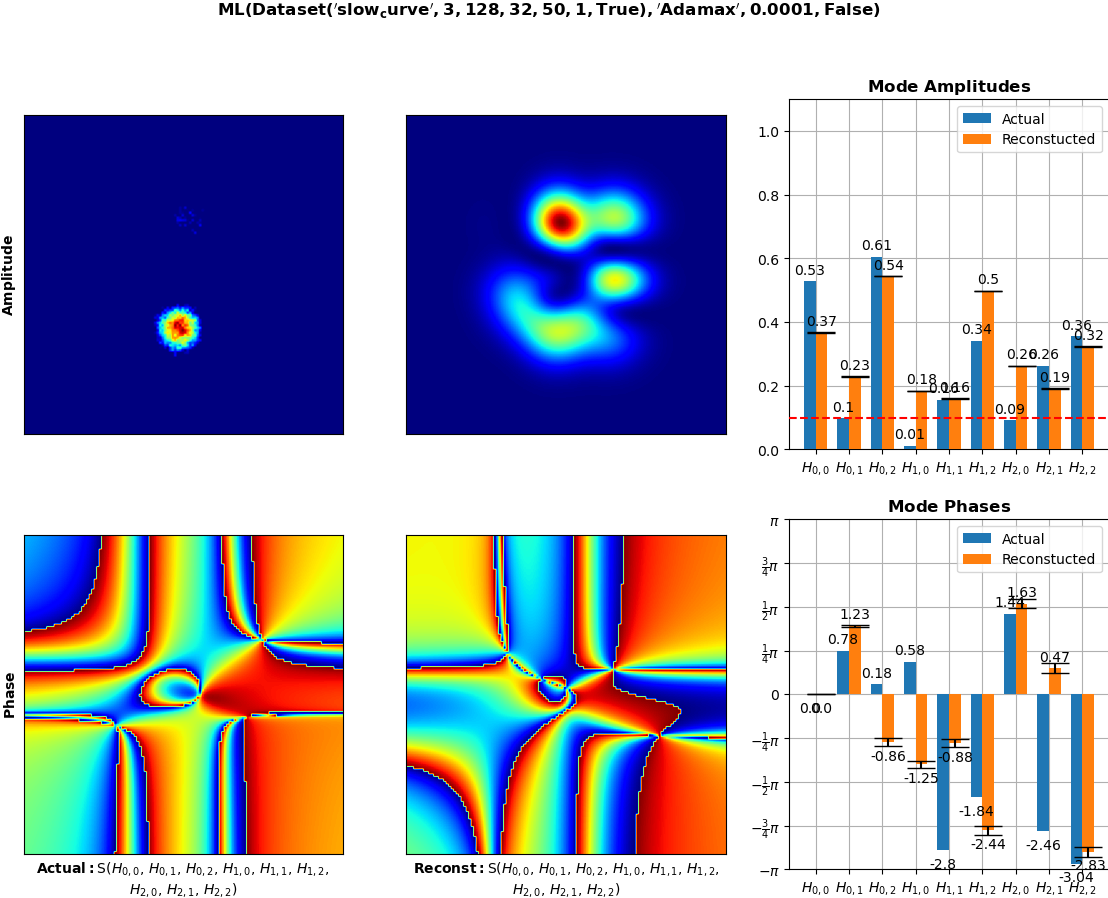 ML(Dataset('slow_curve', 3, 128, 32, 50, 1, True), 'Adamax', 0.0001, False)
Amplitude
Mode Amplitudes
Actual
Reconstucted
1.0
0.8
0.6
0.4
0.2
0.0
0.53
0.37
0.1
0.23
0.61
0.54
0.01
0.18
0.16
0.16
0.34
0.5
0.09
0.26
0.26
0.19
0.36
0.32
H0,0 H0,1 H0,2 H1,0 H1,1 H1,2 H2,0 H2,1 H2,2
Phase
Mode Phases
Actual
Reconstucted
π
3/4π
1/2π
1/4π
0
−1/4π
−1/2π
−3/4π
−π
0.0
0.0
0.78
1.23
0.18
-0.86
0.58
-1.25
-2.8
-0.88
-1.84
-2.44
1.44
1.63
-2.46
0.47
-3.04
-2.83
H0,0 H0,1 H0,2 H1,0 H1,1 H1,2 H2,0 H2,1 H2,2
Actual: S(H0,0, H0,1, H0,2, H1,0, H1,1, H1,2,
H2,0, H2,1, H2,2)
Reconst: S(H0,0, H0,1, H0,2, H1,0, H1,1, H1,2,
H2,0, H2,1, H2,2)